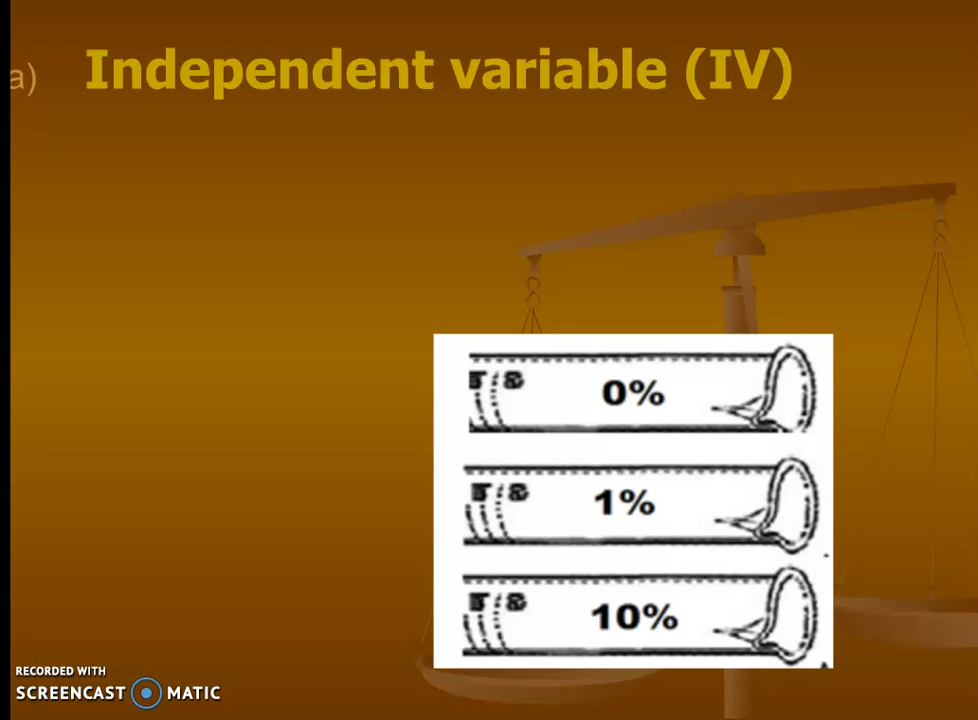 a) Independent variable (IV)
0%
1%
10%
RECORDED WITH
SCREENCAST MATIC